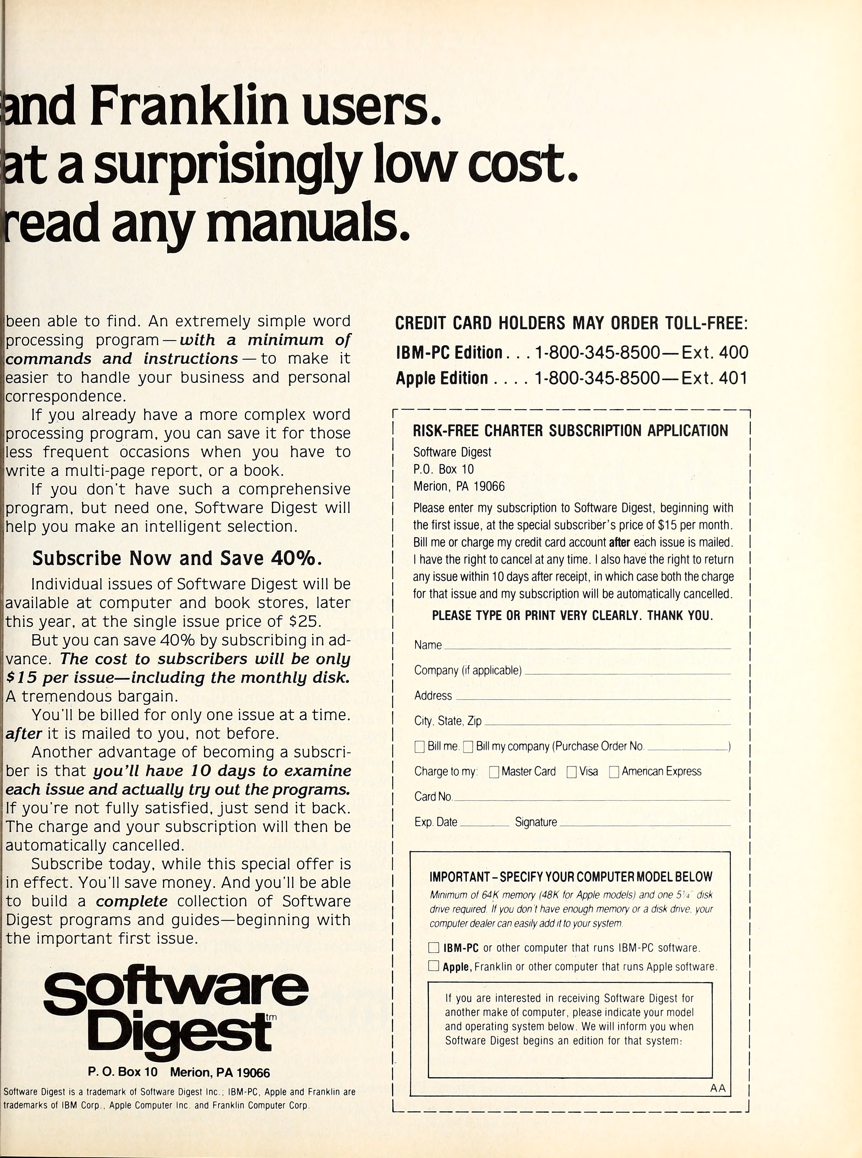 and Franklin users.
at a surprisingly low cost.
read any manuals.
been able to find. An extremely simple word
processing program—with a minimum of
commands and instructions—to make it
easier to handle your business and personal
correspondence.
If you already have a more complex word
processing program, you can save it for those
less frequent occasions when you have to
write a multi-page report, or a book.
If you don't have such a comprehensive
program, but need one, Software Digest will
help you make an intelligent selection.
Subscribe Now and Save 40%.
Individual issues of Software Digest will be
available at computer and book stores, later
this year, at the single issue price of $25.
But you can save 40% by subscribing in ad-
vance. The cost to subscribers will be only
$15 per issue—including the monthly disk.
A tremendous bargain.
You'll be billed for only one issue at a time.
after it is mailed to you, not before.
Another advantage of becoming a subscri-
ber is that you'll have 10 days to examine
each issue and actually try out the programs.
If you're not fully satisfied, just send it back.
The charge and your subscription will then be
automatically cancelled.
Subscribe today, while this special offer is
in effect. You'll save money. And you'll be able
to build a complete collection of Software
Digest programs and guides—beginning with
the important first issue.
Software
Digest™
P. O. Box 10 Merion, PA 19066
Software Digest is a trademark of Software Digest Inc.; IBM-PC, Apple and Franklin are
trademarks of IBM Corp., Apple Computer Inc. and Franklin Computer Corp.
CREDIT CARD HOLDERS MAY ORDER TOLL-FREE:
IBM-PC Edition . . . 1-800-345-8500—Ext. 400
Apple Edition . . . . 1-800-345-8500—Ext. 401
RISK-FREE CHARTER SUBSCRIPTION APPLICATION
Software Digest
P.O. Box 10
Merion, PA 19066
Please enter my subscription to Software Digest, beginning with
the first issue, at the special subscriber's price of $15 per month.
Bill me or charge my credit card account after each issue is mailed.
I have the right to cancel at any time. I also have the right to return
any issue within 10 days after receipt, in which case both the charge
for that issue and my subscription will be automatically cancelled.
PLEASE TYPE OR PRINT VERY CLEARLY. THANK YOU.
Name
Company (if applicable)
Address
City, State, Zip
Bill me. Bill my company (Purchase Order No. )
Charge to my: Master Card Visa American Express
Card No.
Exp. Date Signature
IMPORTANT–SPECIFY YOUR COMPUTER MODEL BELOW
Minimum of 64K memory (48K for Apple models) and one 5¼" disk
drive required. If you don't have enough memory or a disk drive, your
computer dealer can easily add it to your system.
IBM-PC or other computer that runs IBM-PC software.
Apple, Franklin or other computer that runs Apple software.
If you are interested in receiving Software Digest for
another make of computer, please indicate your model
and operating system below. We will inform you when
Software Digest begins an edition for that system:
AA